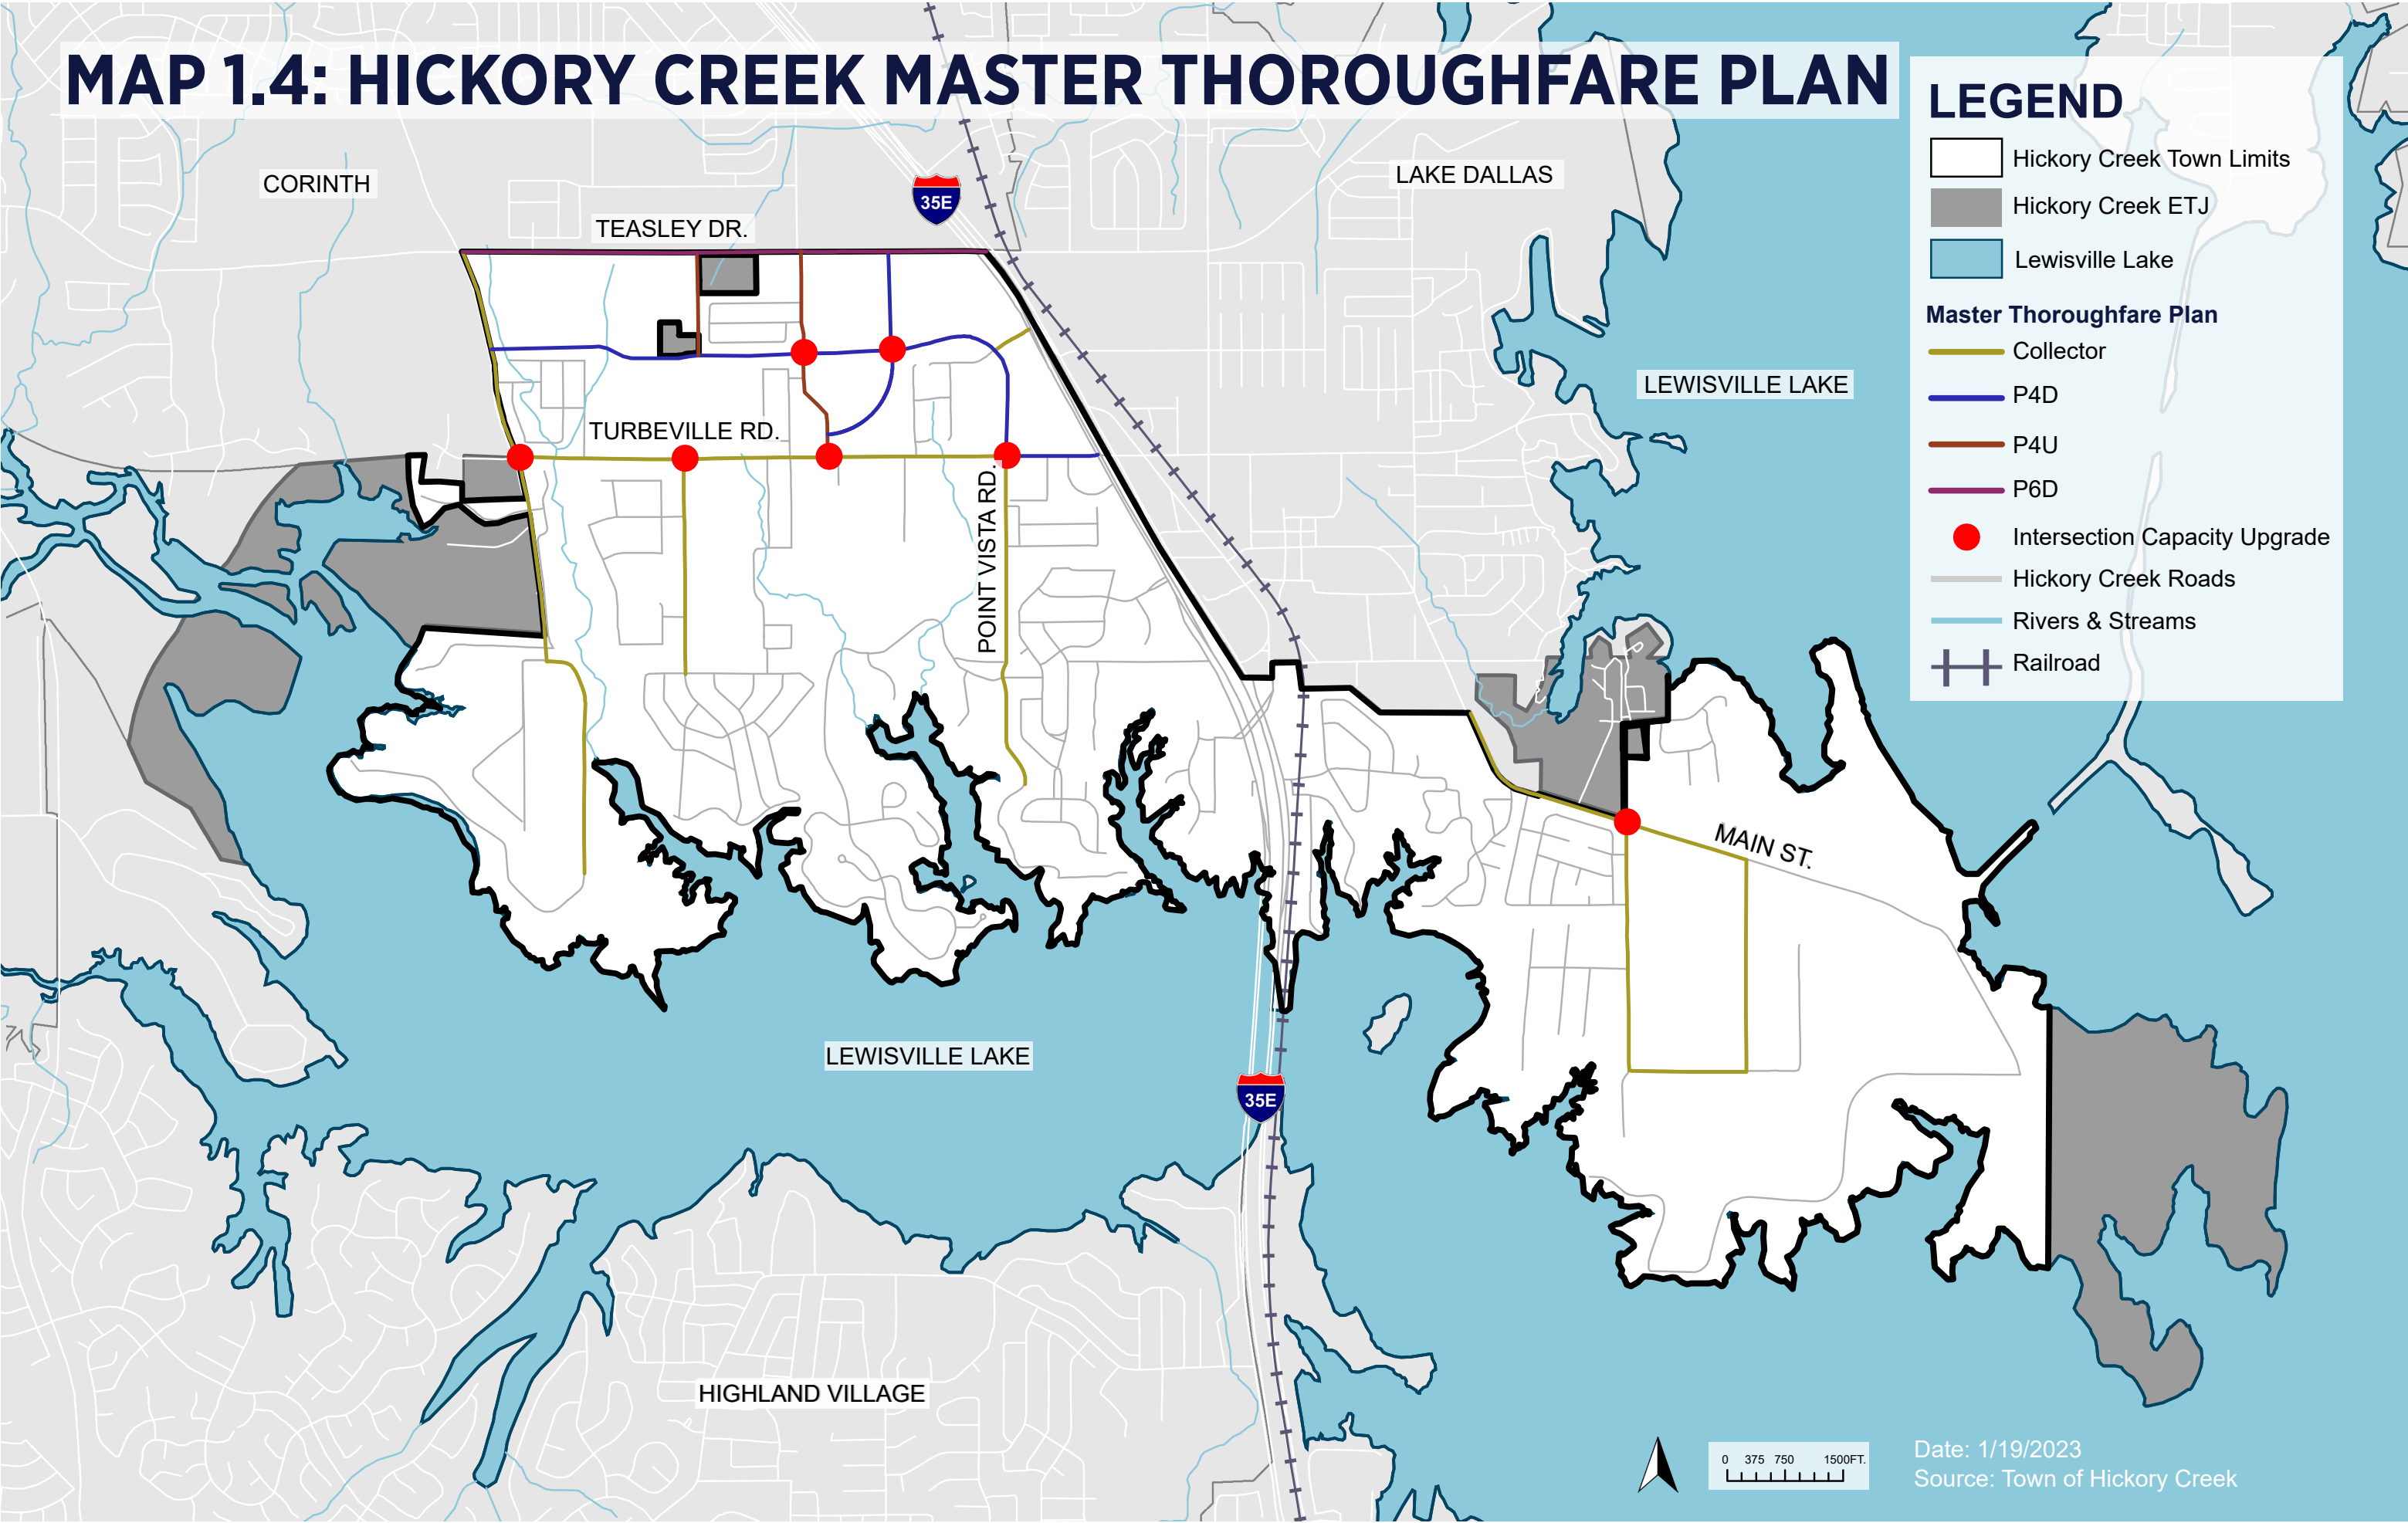 MAP 1.4: HICKORY CREEK MASTER THOROUGHFARE PLAN
LEGEND
Hickory Creek Town Limits
Hickory Creek ETJ
Lewisville Lake
Master Thoroughfare Plan
Collector
P4D
P4U
P6D
Intersection Capacity Upgrade
Hickory Creek Roads
Rivers & Streams
Railroad
CORINTH
LAKE DALLAS
35E
TEASLEY DR.
LEWISVILLE LAKE
TURBEVILLE RD.
POINT VISTA RD.
MAIN ST.
LEWISVILLE LAKE
35E
HIGHLAND VILLAGE
0 375 750 1500FT.
Date: 1/19/2023
Source: Town of Hickory Creek